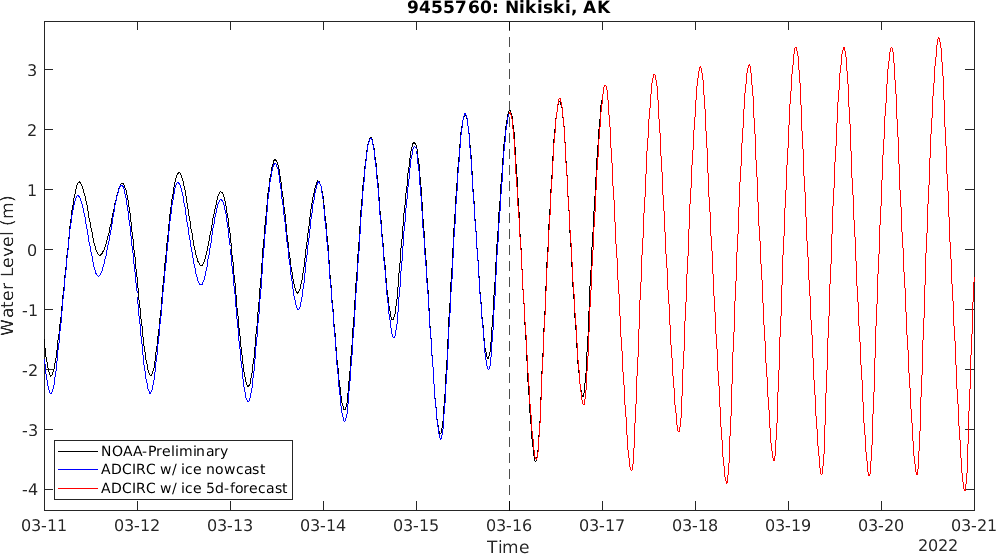 9455760: Nikiski, AK
Water Level (m)
3
2
1
0
-1
-2
-3
-4
NOAA-Preliminary
ADCIRC w/ ice nowcast
ADCIRC w/ ice 5d-forecast
03-11 03-12 03-13 03-14 03-15 03-16 03-17 03-18 03-19 03-20 03-21
Time
2022